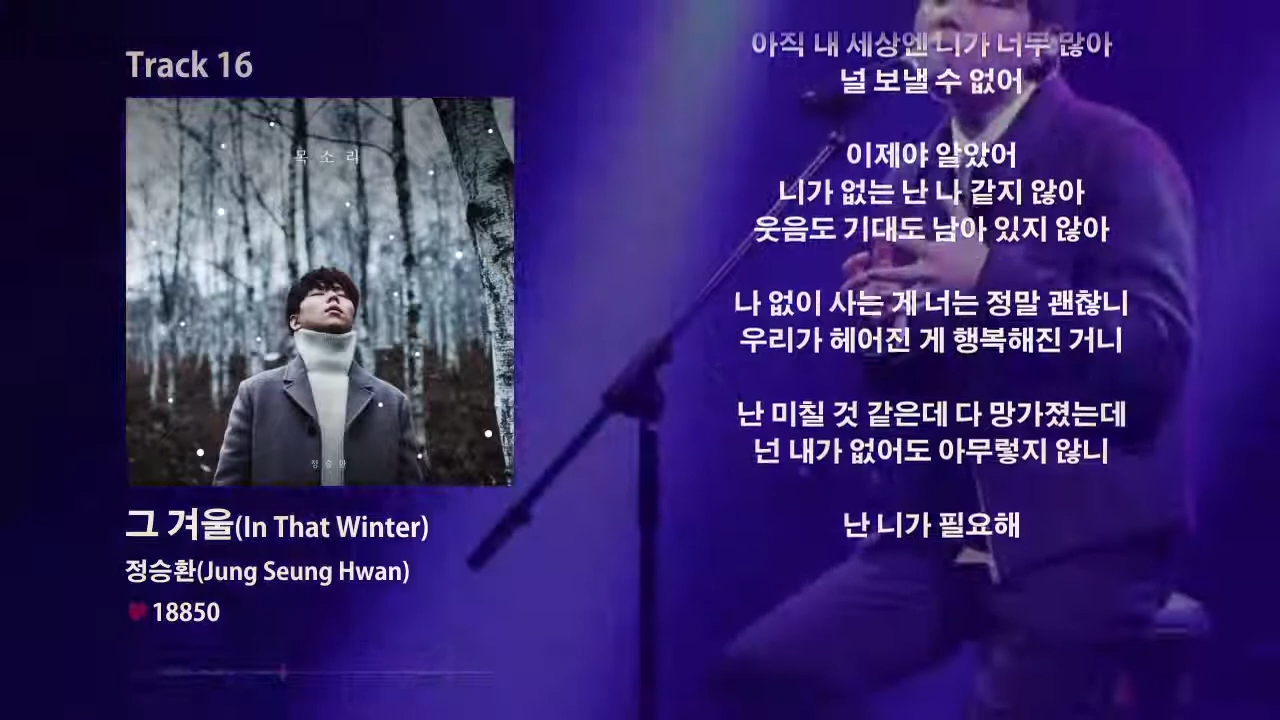 Track 16
목소리
정승환
그 겨울(In That Winter)
정승환(Jung Seung Hwan)
18850
아직 내 세상엔 니가 너무 많아
널 보낼 수 없어
이제야 알았어
니가 없는 난 나 같지 않아
웃음도 기대도 남아 있지 않아
나 없이 사는 게 너는 정말 괜찮니
우리가 헤어진 게 행복해진 거니
난 미칠 것 같은데 다 망가졌는데
넌 내가 없어도 아무렇지 않니
난 니가 필요해